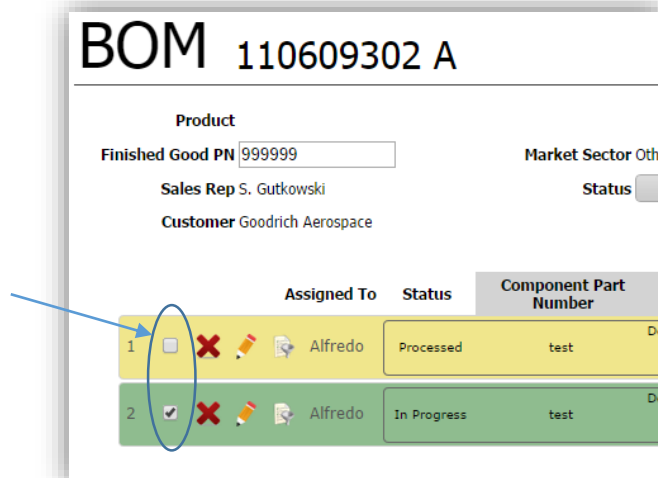 BOM 110609302 A
Product
Finished Good PN 999999 Market Sector Oth
Sales Rep S. Gutkowski Status
Customer Goodrich Aerospace
Assigned To Status Component Part
Number
1 Alfredo Processed test
2 Alfredo In Progress test